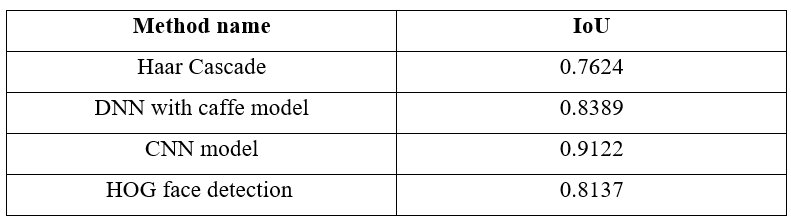 Method name IoU
Haar Cascade 0.7624
DNN with caffe model 0.8389
CNN model 0.9122
HOG face detection 0.8137